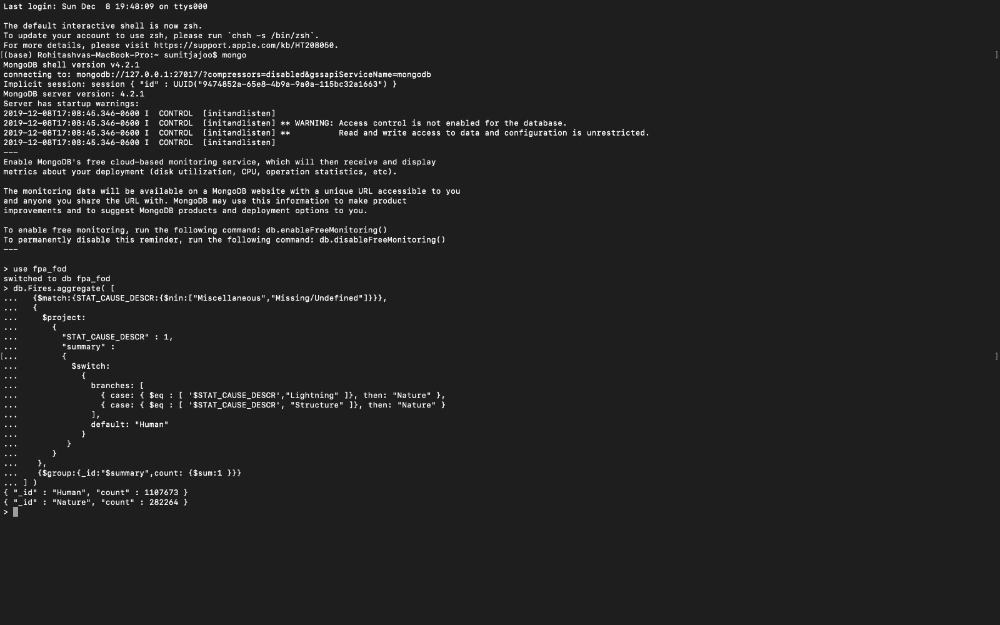 Last login: Sun Dec  8 19:48:09 on ttys000

The default interactive shell is now zsh.
To update your account to use zsh, please run `chsh -s /bin/zsh`.
For more details, please visit https://support.apple.com/kb/HT208050.
[(base) Rohitashvas-MacBook-Pro:~ sumitjajoo$ mongo ]
MongoDB shell version v4.2.1
connecting to: mongodb://127.0.0.1:27017/?compressors=disabled&gssapiServiceName=mongodb
Implicit session: session { "id" : UUID("9474852a-65e8-4b9a-9a0a-115bc32a1663") }
MongoDB server version: 4.2.1
Server has startup warnings:
2019-12-08T17:08:45.346-0600 I  CONTROL  [initandlisten]
2019-12-08T17:08:45.346-0600 I  CONTROL  [initandlisten] ** WARNING: Access control is not enabled for the database.
2019-12-08T17:08:45.346-0600 I  CONTROL  [initandlisten] **          Read and write access to data and configuration is unrestricted.
2019-12-08T17:08:45.346-0600 I  CONTROL  [initandlisten]
---
Enable MongoDB's free cloud-based monitoring service, which will then receive and display
metrics about your deployment (disk utilization, CPU, operation statistics, etc).

The monitoring data will be available on a MongoDB website with a unique URL accessible to you
and anyone you share the URL with. MongoDB may use this information to make product
improvements and to suggest MongoDB products and deployment options to you.

To enable free monitoring, run the following command: db.enableFreeMonitoring()
To permanently disable this reminder, run the following command: db.disableFreeMonitoring()
---

> use fpa_fod
switched to db fpa_fod
> db.Fires.aggregate( [
...   {$match:{STAT_CAUSE_DESCR:{$nin:["Miscellaneous","Missing/Undefined"]}}},
...   {
...     $project:
...       {
...         "STAT_CAUSE_DESCR" : 1,
...         "summary" :
[...         { ]
...           $switch:
...             {
...               branches: [
...                 { case: { $eq : [ '$STAT_CAUSE_DESCR',"Lightning" ]}, then: "Nature" },
...                 { case: { $eq : [ '$STAT_CAUSE_DESCR', "Structure" ]}, then: "Nature" }
...               ],
...               default: "Human"
...             }
...          }
...       }
...    },
...    {$group:{_id:"$summary",count: {$sum:1 }}}
... ] )
{ "_id" : "Human", "count" : 1107673 }
{ "_id" : "Nature", "count" : 282264 }
>